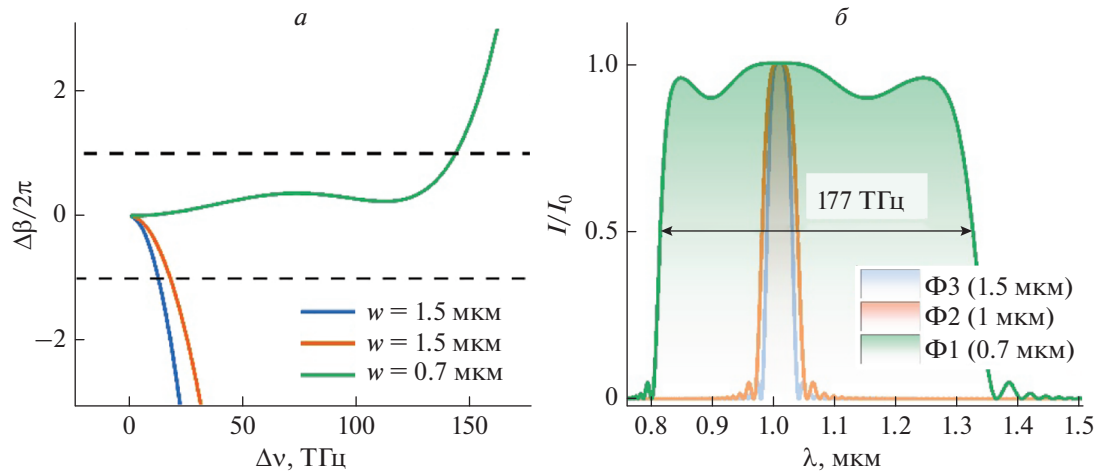 а
2
0
−2
Δβ/2π
w = 1.5 мкм
w = 1.5 мкм
w = 0.7 мкм
0
50
100
150
Δν, ТГц
б
1.0
0.5
0
I/I₀
177 ТГц
Ф3 (1.5 мкм)
Ф2 (1 мкм)
Ф1 (0.7 мкм)
0.8
0.9
1.0
1.1
1.2
1.3
1.4
1.5
λ, мкм